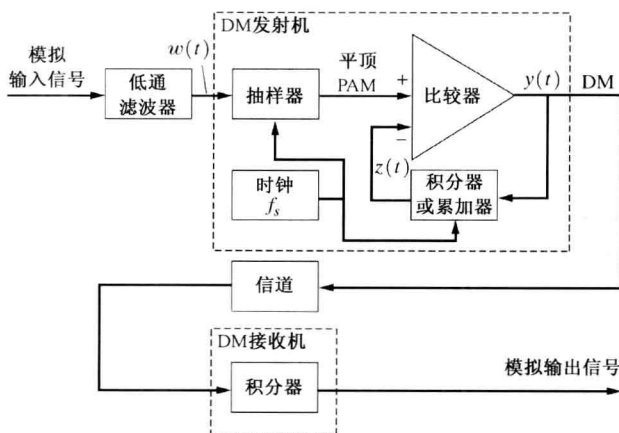 DM发射机
模拟
输入信号
低通
滤波器
w(t)
抽样器
平顶
PAM
+
−
比较器
y(t)
DM
z(t)
时钟
f_s
积分器
或累加器
信道
DM接收机
积分器
模拟输出信号